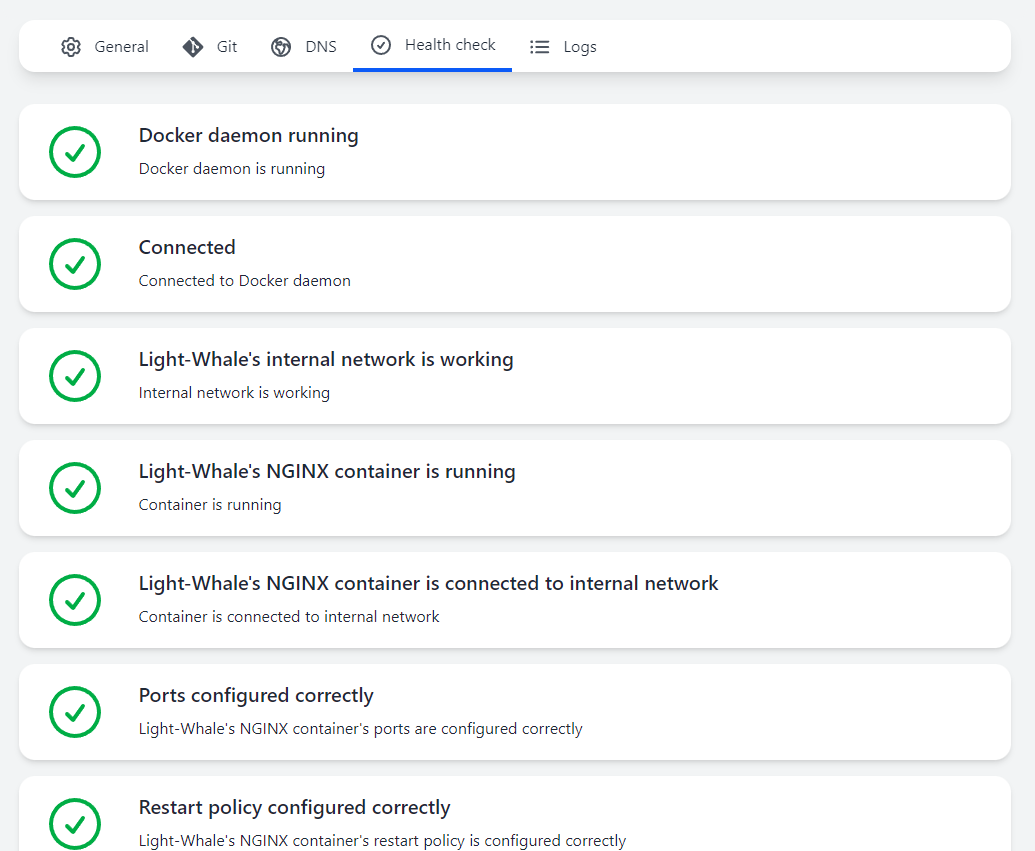 General Git DNS Health check Logs
Docker daemon running
Docker daemon is running
Connected
Connected to Docker daemon
Light-Whale's internal network is working
Internal network is working
Light-Whale's NGINX container is running
Container is running
Light-Whale's NGINX container is connected to internal network
Container is connected to internal network
Ports configured correctly
Light-Whale's NGINX container's ports are configured correctly
Restart policy configured correctly
Light-Whale's NGINX container's restart policy is configured correctly